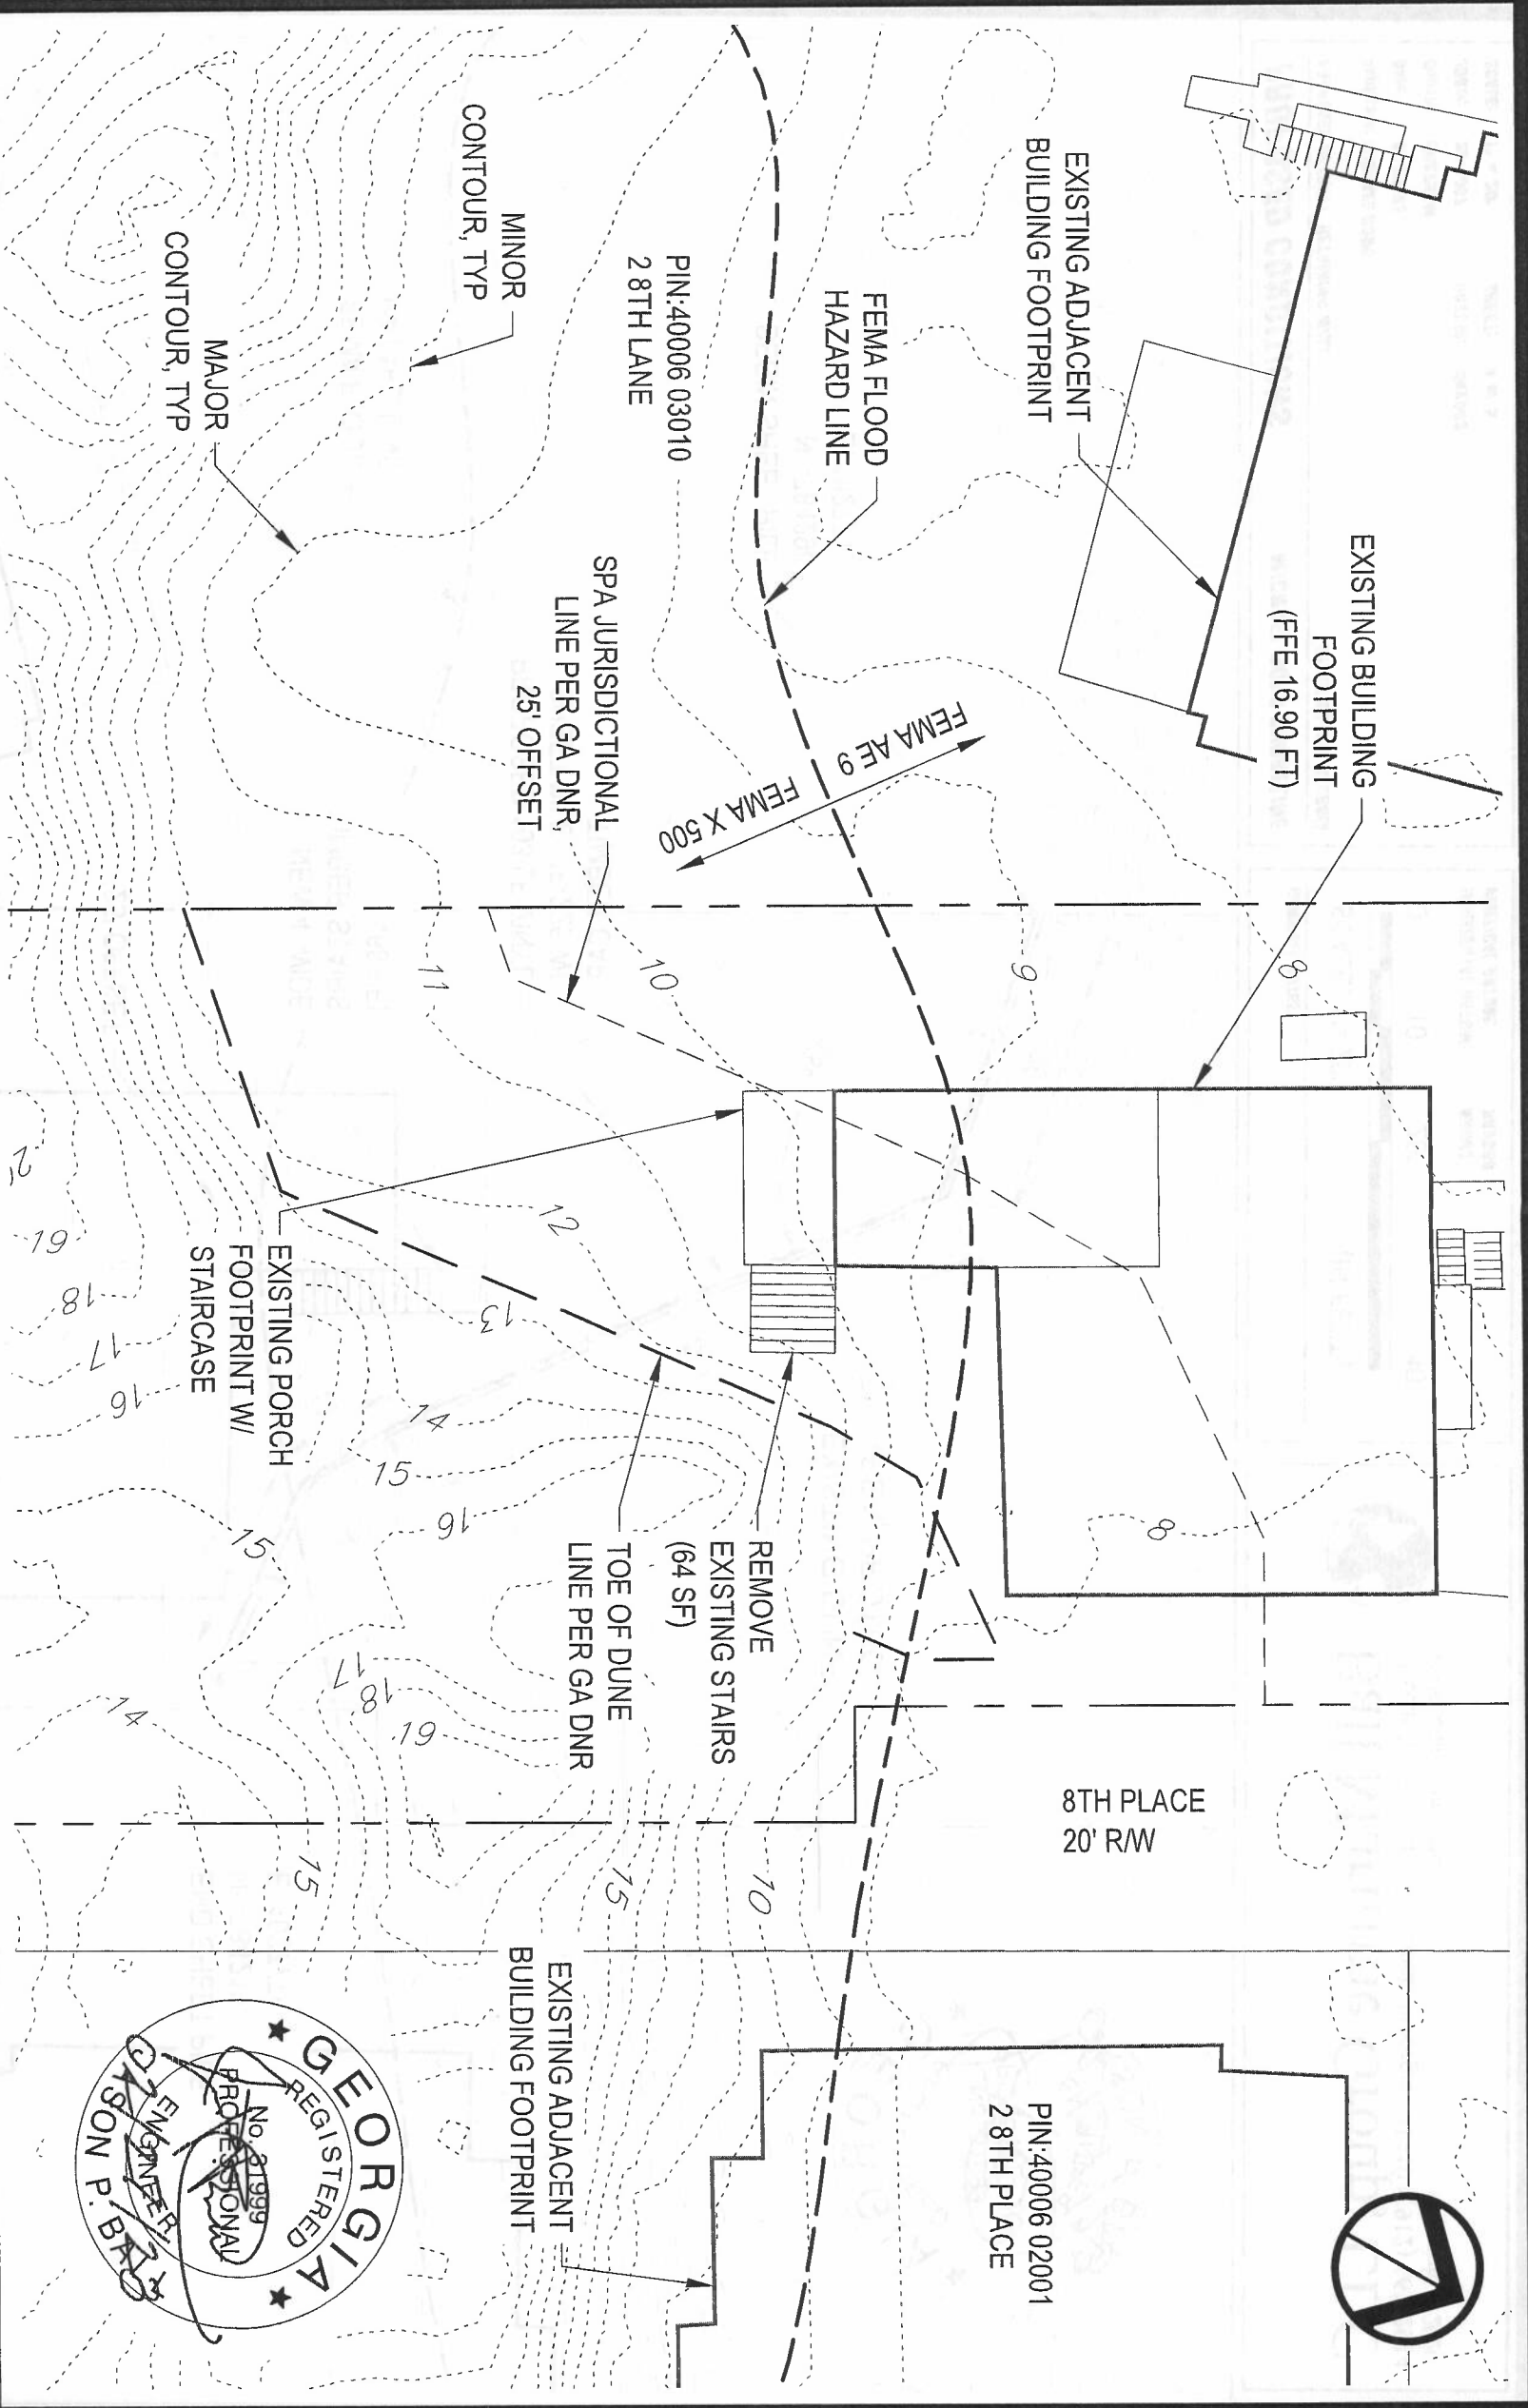 EXISTING ADJACENT
BUILDING FOOTPRINT
EXISTING BUILDING
FOOTPRINT
(FFE 16.90 FT)
FEMA FLOOD
HAZARD LINE
PIN:40006 03010
2 8TH LANE
MINOR
CONTOUR, TYP
MAJOR
CONTOUR, TYP
SPA JURISDICTIONAL
LINE PER GA DNR,
25' OFFSET
FEMA AE 9
FEMA X 500
8
9
10
11
12
13
14
15
16
8
19
18
17
16
15
EXISTING PORCH
FOOTPRINT W/
STAIRCASE
REMOVE
EXISTING STAIRS
(64 SF)
TOE OF DUNE
LINE PER GA DNR
17
18
19
14
15
15
10
8TH PLACE
20' R/W
EXISTING ADJACENT
BUILDING FOOTPRINT
PIN:40006 02001
2 8TH PLACE
GEORGIA
REGISTERED
No. 31999
PROFESSIONAL
ENGINEER